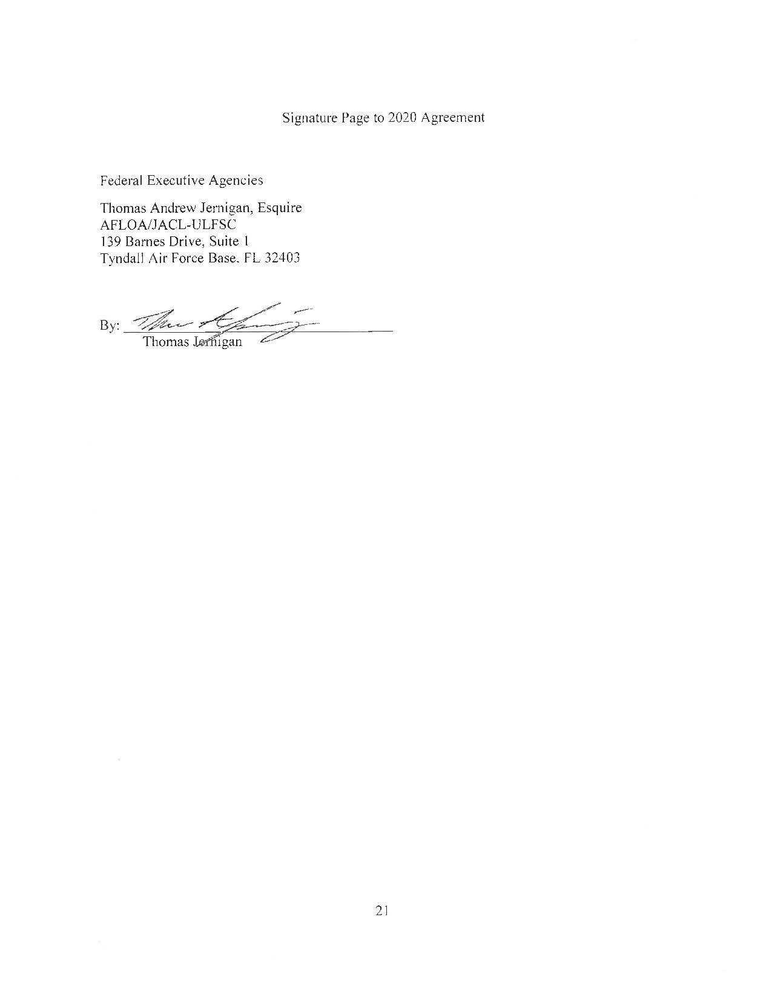 Signature Page to 2020 Agreement
Federal Executive Agencies
Thomas Andrew Jernigan, Esquire
AFLOA/JACL-ULFSC
139 Barnes Drive, Suite 1
Tyndall Air Force Base, FL 32403
By:
Thomas Jernigan
21